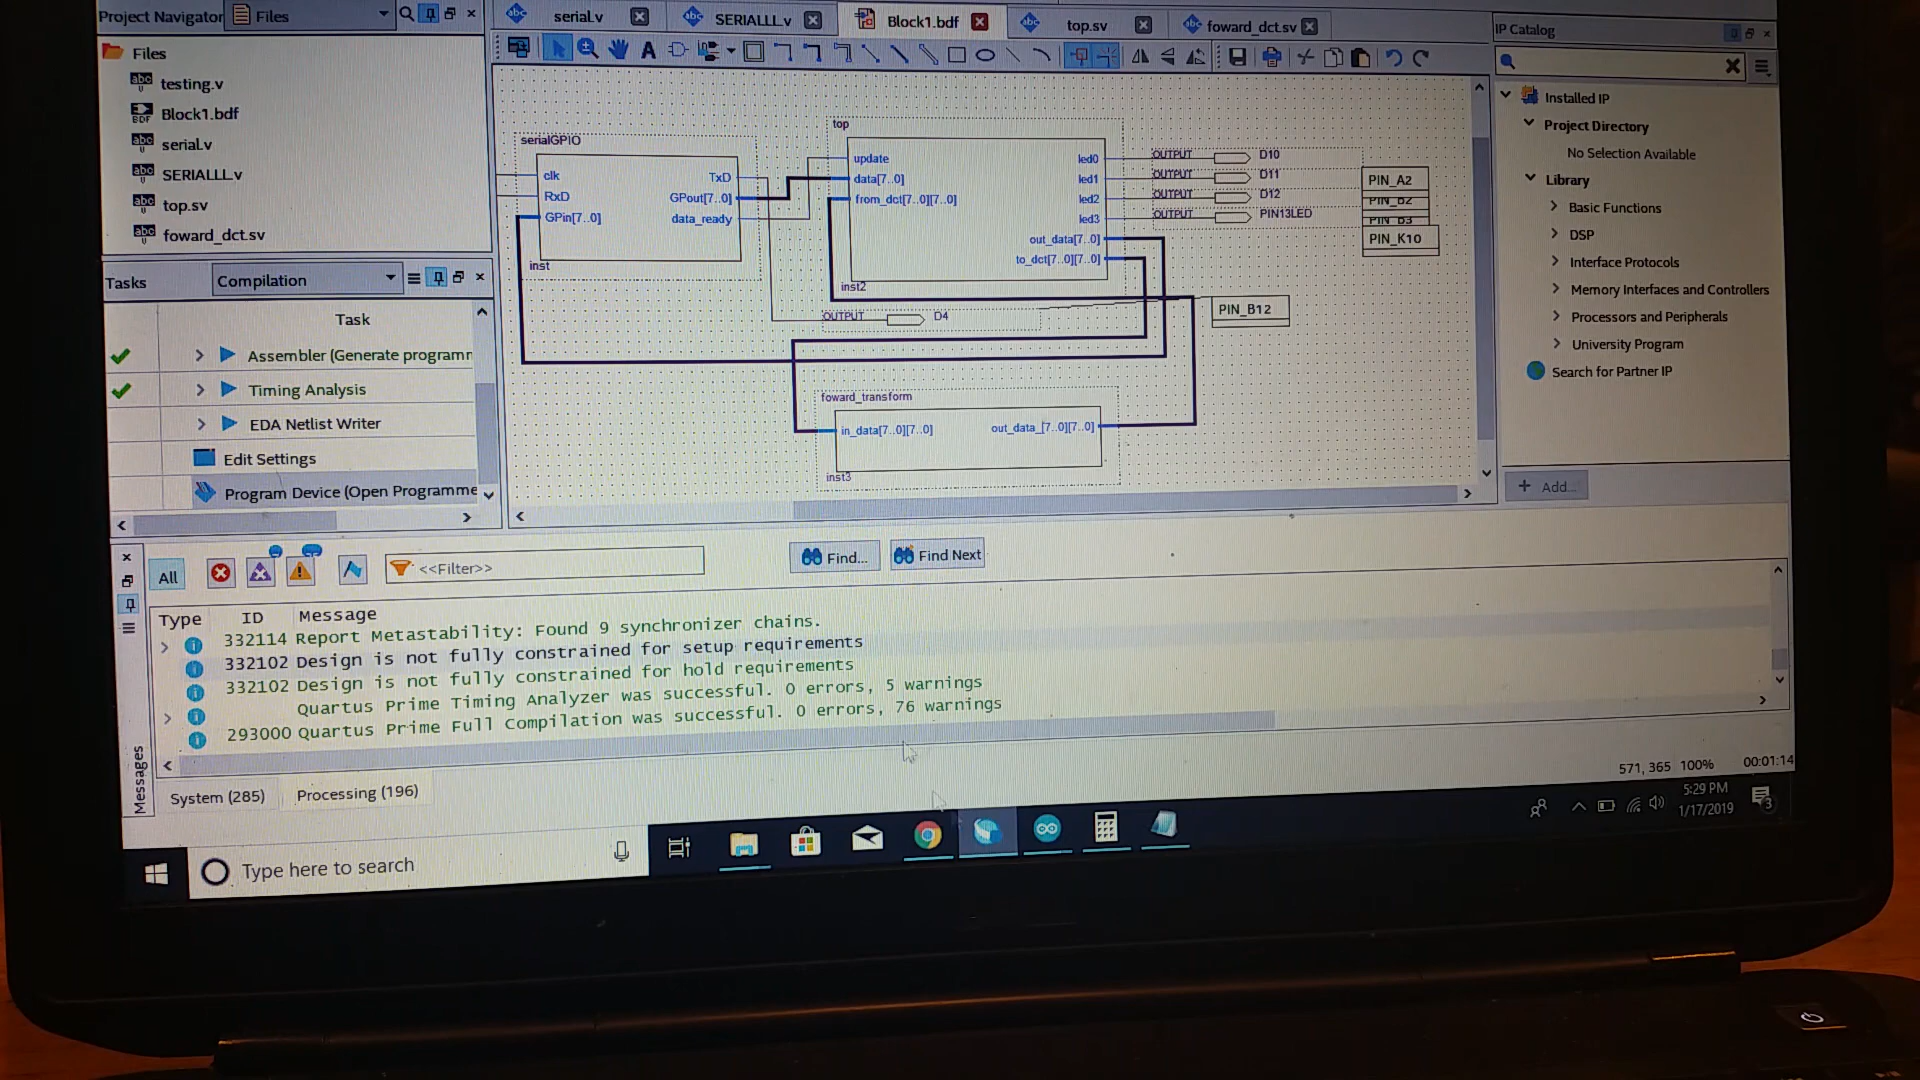 Project Navigator Files
Files
testing.v
Block1.bdf
serial.v
SERIALLL.v
top.sv
foward_dct.sv
Tasks Compilation
Task
Assembler (Generate programm
Timing Analysis
EDA Netlist Writer
Edit Settings
Program Device (Open Programme
serial.v SERIALLL.v Block1.bdf top.sv foward_dct.sv
serialGPIO
clk TxD
RxD GPout[7..0]
GPin[7..0] data_ready
inst
top
update led0
data[7..0] led1
from_dct[7..0][7..0] led2
led3
out_data[7..0]
to_dct[7..0][7..0]
inst2
OUTPUT D10
OUTPUT D11
OUTPUT D12
OUTPUT PIN13LED
PIN_A2
PIN_B2
PIN_B3
PIN_K10
OUTPUT D4
PIN_B12
foward_transform
in_data[7..0][7..0] out_data_[7..0][7..0]
inst3
IP Catalog
Installed IP
Project Directory
No Selection Available
Library
Basic Functions
DSP
Interface Protocols
Memory Interfaces and Controllers
Processors and Peripherals
University Program
Search for Partner IP
+ Add...
All <<Filter>> Find... Find Next
Type ID Message
332114 Report Metastability: Found 9 synchronizer chains.
332102 Design is not fully constrained for setup requirements
332102 Design is not fully constrained for hold requirements
Quartus Prime Timing Analyzer was successful. 0 errors, 5 warnings
293000 Quartus Prime Full Compilation was successful. 0 errors, 76 warnings
Messages
System (285) Processing (196)
571, 365 100% 00:01:14
Type here to search
5:29 PM
1/17/2019
3